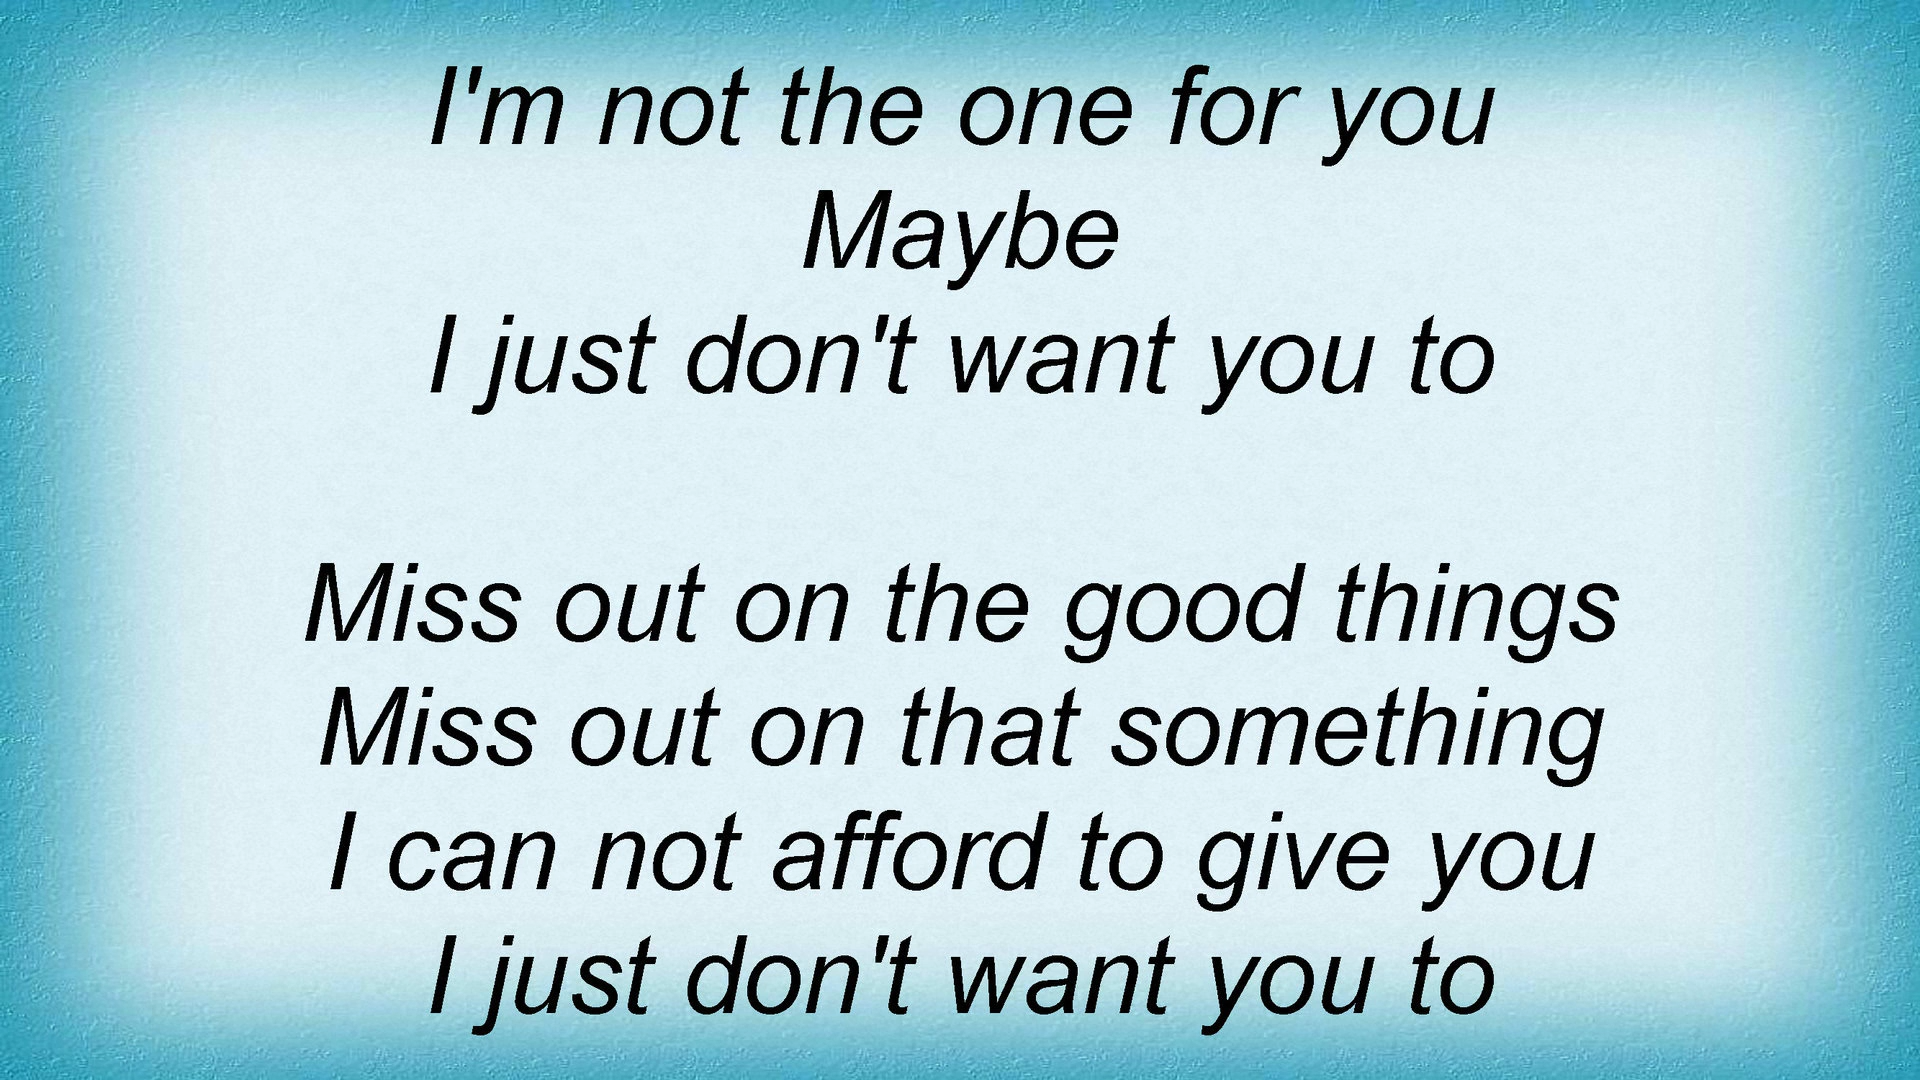 I'm not the one for you
Maybe
I just don't want you to
Miss out on the good things
Miss out on that something
I can not afford to give you
I just don't want you to